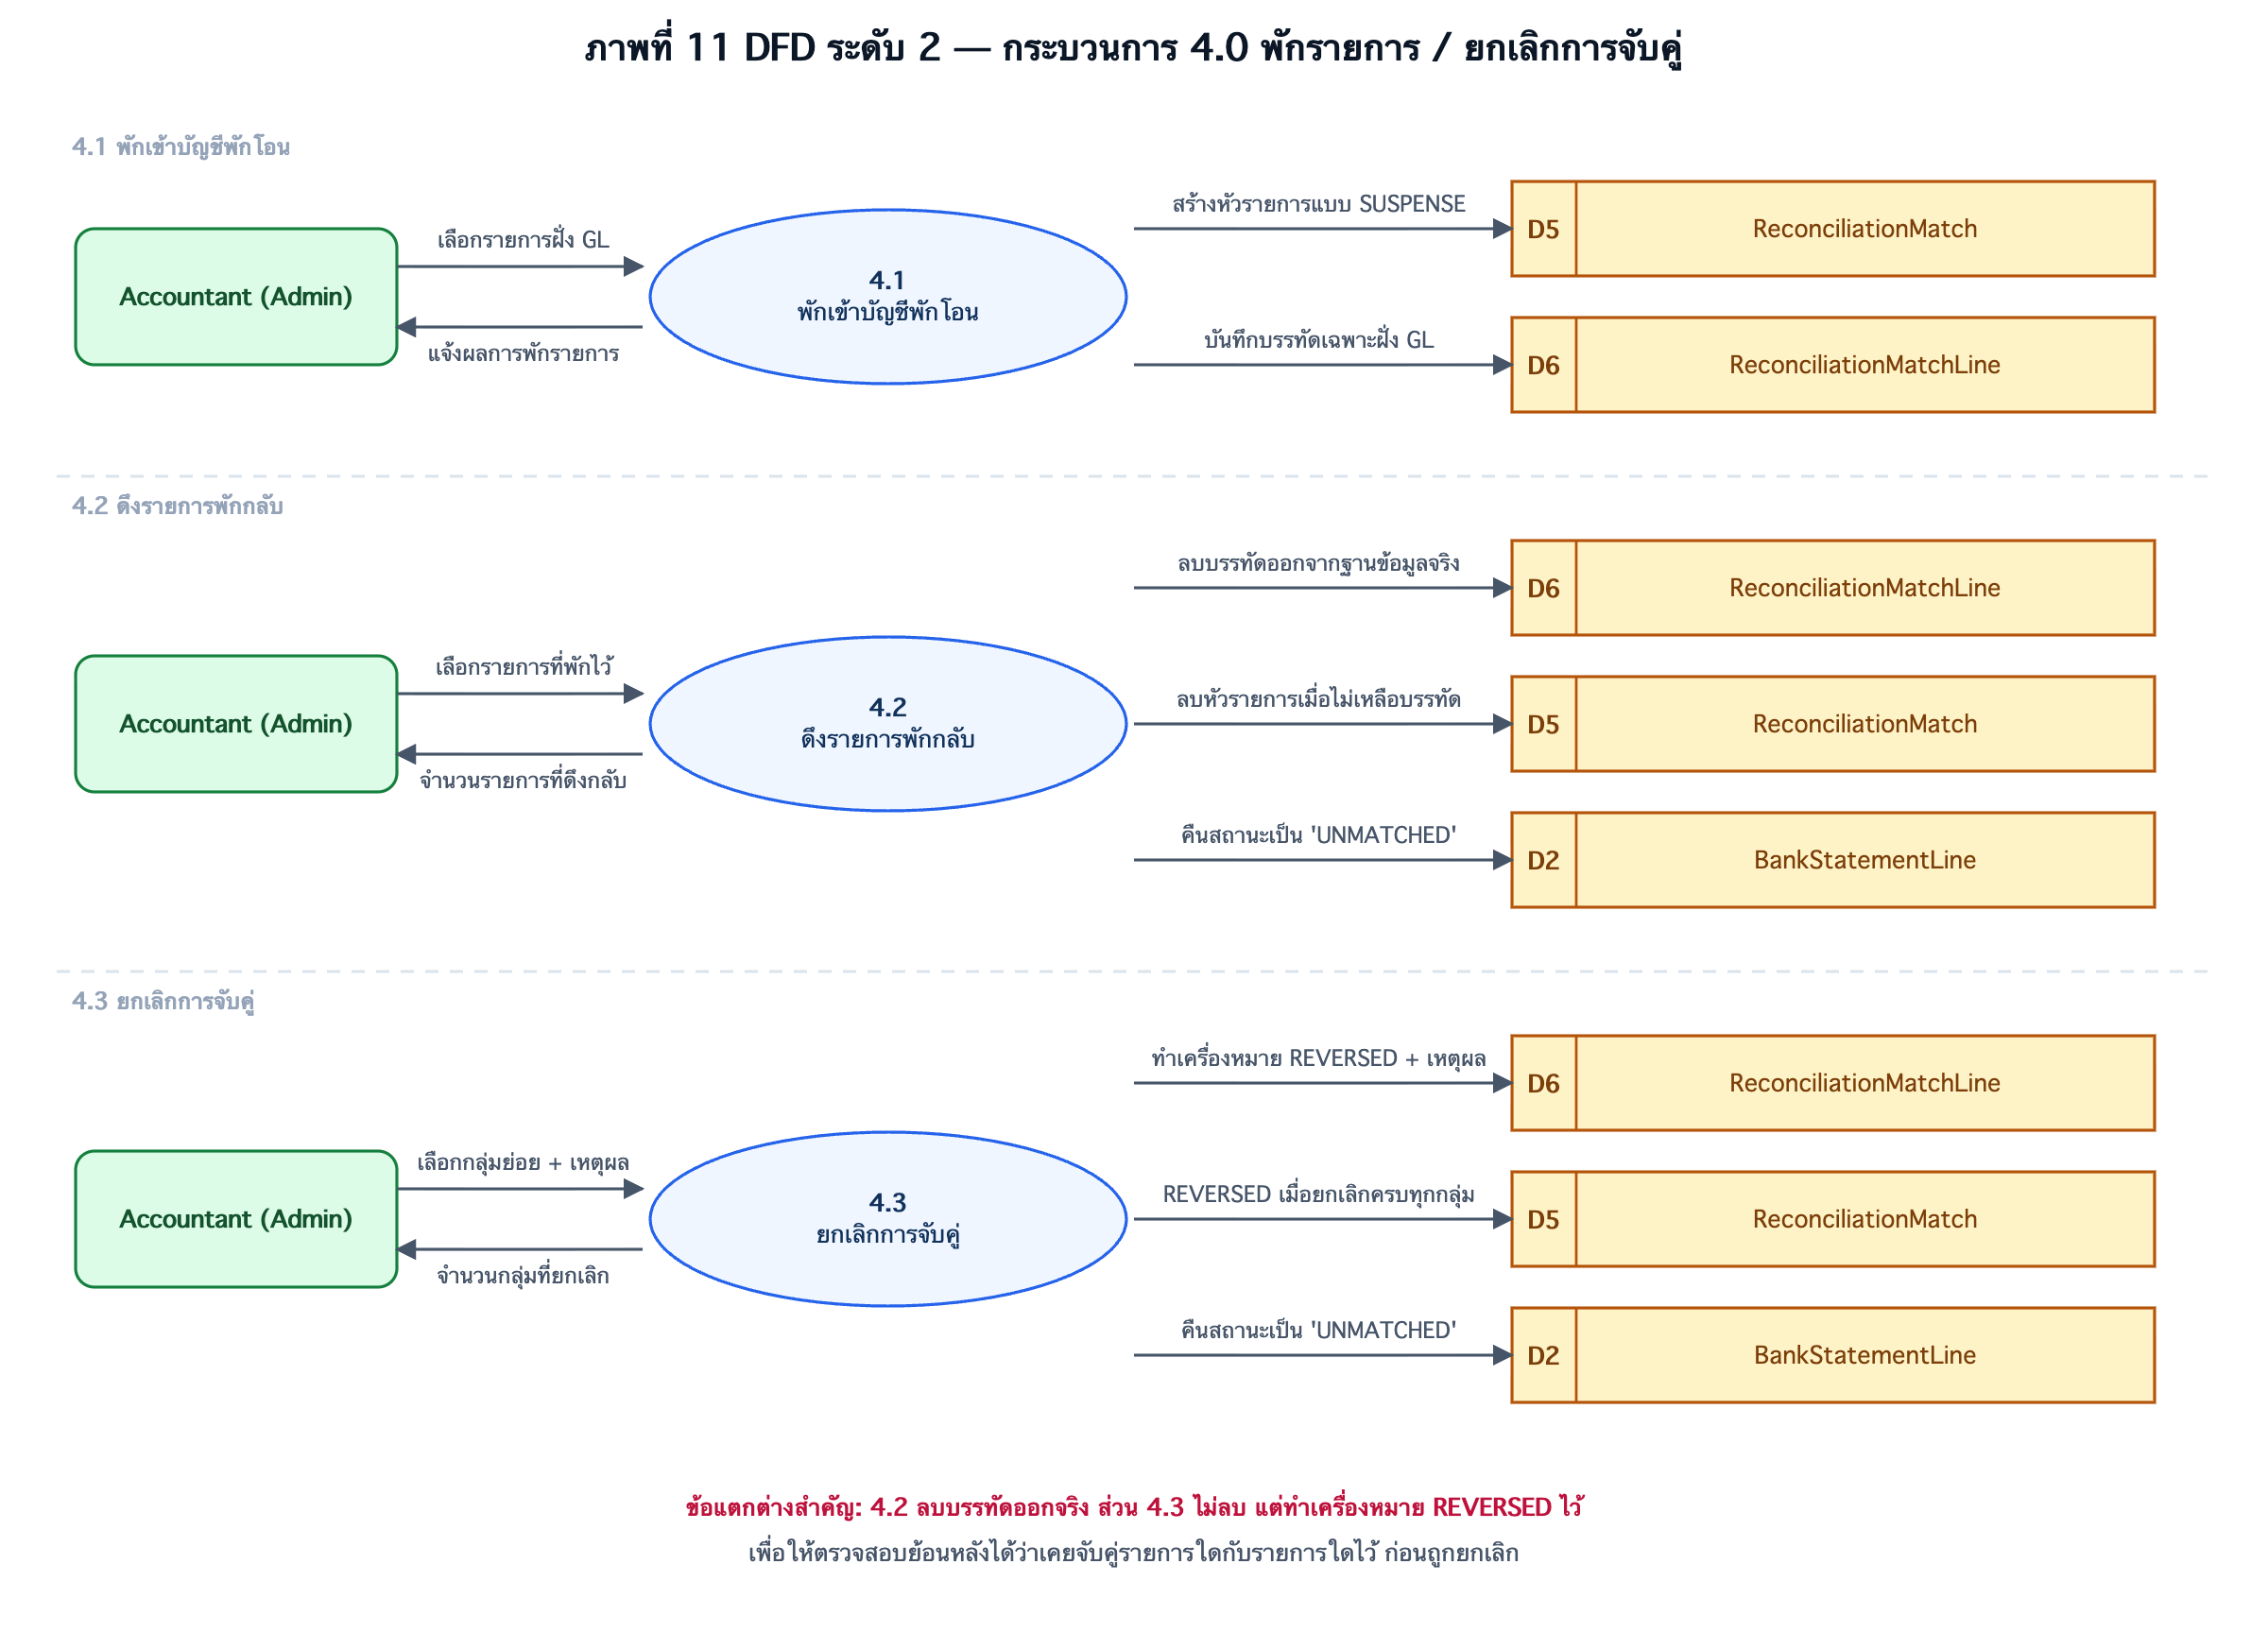 ภาพที่ 11 DFD ระดับ 2 — กระบวนการ 4.0 พักรายการ / ยกเลิกการจับคู่
4.1 พักเข้าบัญชีพักโอน
Accountant (Admin)
เลือกรายการฝั่ง GL
แจ้งผลการพักรายการ
4.1
พักเข้าบัญชีพักโอน
สร้างหัวรายการแบบ SUSPENSE
D5
ReconciliationMatch
บันทึกบรรทัดเฉพาะฝั่ง GL
D6
ReconciliationMatchLine
4.2 ดึงรายการพักกลับ
Accountant (Admin)
เลือกรายการที่พักไว้
จำนวนรายการที่ดึงกลับ
4.2
ดึงรายการพักกลับ
ลบบรรทัดออกจากฐานข้อมูลจริง
D6
ReconciliationMatchLine
ลบหัวรายการเมื่อไม่เหลือบรรทัด
D5
ReconciliationMatch
คืนสถานะเป็น 'UNMATCHED'
D2
BankStatementLine
4.3 ยกเลิกการจับคู่
Accountant (Admin)
เลือกกลุ่มย่อย + เหตุผล
จำนวนกลุ่มที่ยกเลิก
4.3
ยกเลิกการจับคู่
ทำเครื่องหมาย REVERSED + เหตุผล
D6
ReconciliationMatchLine
REVERSED เมื่อยกเลิกครบทุกกลุ่ม
D5
ReconciliationMatch
คืนสถานะเป็น 'UNMATCHED'
D2
BankStatementLine
ข้อแตกต่างสำคัญ: 4.2 ลบบรรทัดออกจริง ส่วน 4.3 ไม่ลบ แต่ทำเครื่องหมาย REVERSED ไว้
เพื่อให้ตรวจสอบย้อนหลังได้ว่าเคยจับคู่รายการใดกับรายการใดไว้ ก่อนถูกยกเลิก